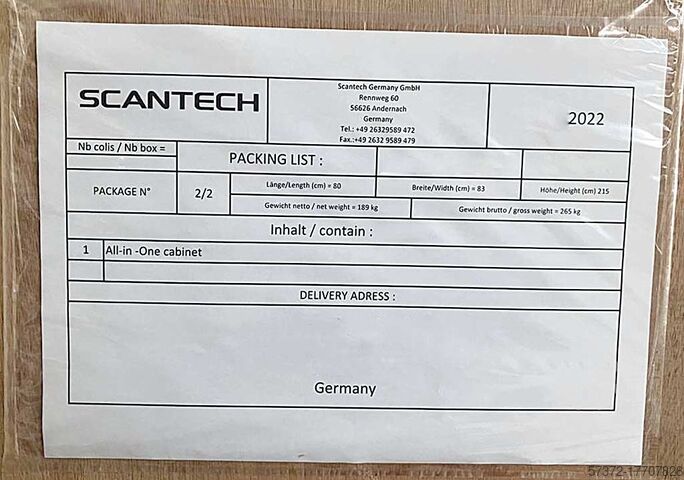 SCANTECH
Scantech Germany GmbH
Rennweg 60
56626 Andernach
Germany
Tel.: +49 26329589 472
Fax.:+49 2632 9589 479
2022
Nb colis / Nb box =
PACKING LIST :
PACKAGE N°
2/2
Länge/Length (cm) = 80
Breite/Width (cm) = 83
Höhe/Height (cm) 215
Gewicht netto / net weight = 189 kg
Gewicht brutto / gross weight = 265 kg
Inhalt / contain :
1 All-in -One cabinet
DELIVERY ADRESS :
Germany
57372-17707826